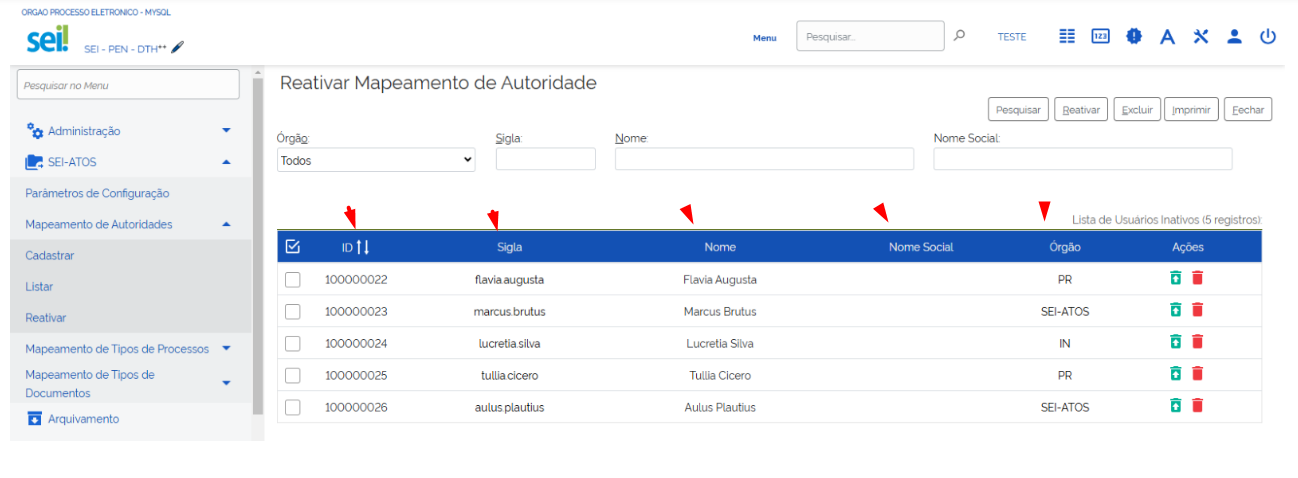 ORGAO PROCESSO ELETRONICO - MYSQL
sei!
SEI - PEN - DTH**
Menu
Pesquisar...
TESTE
123
A
Pesquisar no Menu
Administração
SEI-ATOS
Parâmetros de Configuração
Mapeamento de Autoridades
Cadastrar
Listar
Reativar
Mapeamento de Tipos de Processos
Mapeamento de Tipos de
Documentos
Arquivamento
Reativar Mapeamento de Autoridade
Pesquisar Reativar Excluir Imprimir Fechar
Órgão: Sigla: Nome: Nome Social:
Todos
Lista de Usuários Inativos (5 registros):
ID Sigla Nome Nome Social Órgão Ações
100000022 flavia.augusta Flavia Augusta PR
100000023 marcus.brutus Marcus Brutus SEI-ATOS
100000024 lucretia.silva Lucretia Silva IN
100000025 tullia.cicero Tullia Cicero PR
100000026 aulus.plautius Aulus Plautius SEI-ATOS